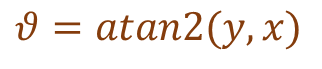 ϑ = atan2(y, x)